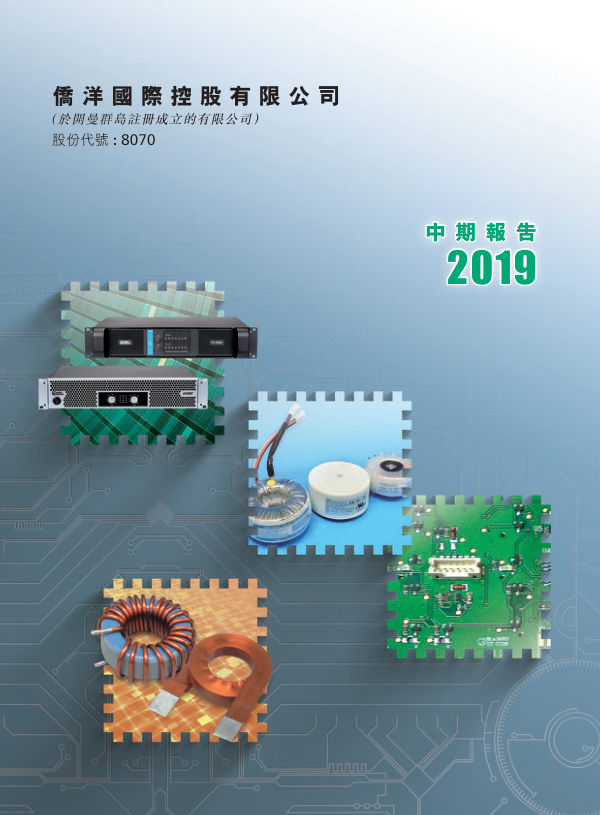 僑洋國際控股有限公司
(於開曼群島註冊成立的有限公司)
股份代號 : 8070
中期報告
2019